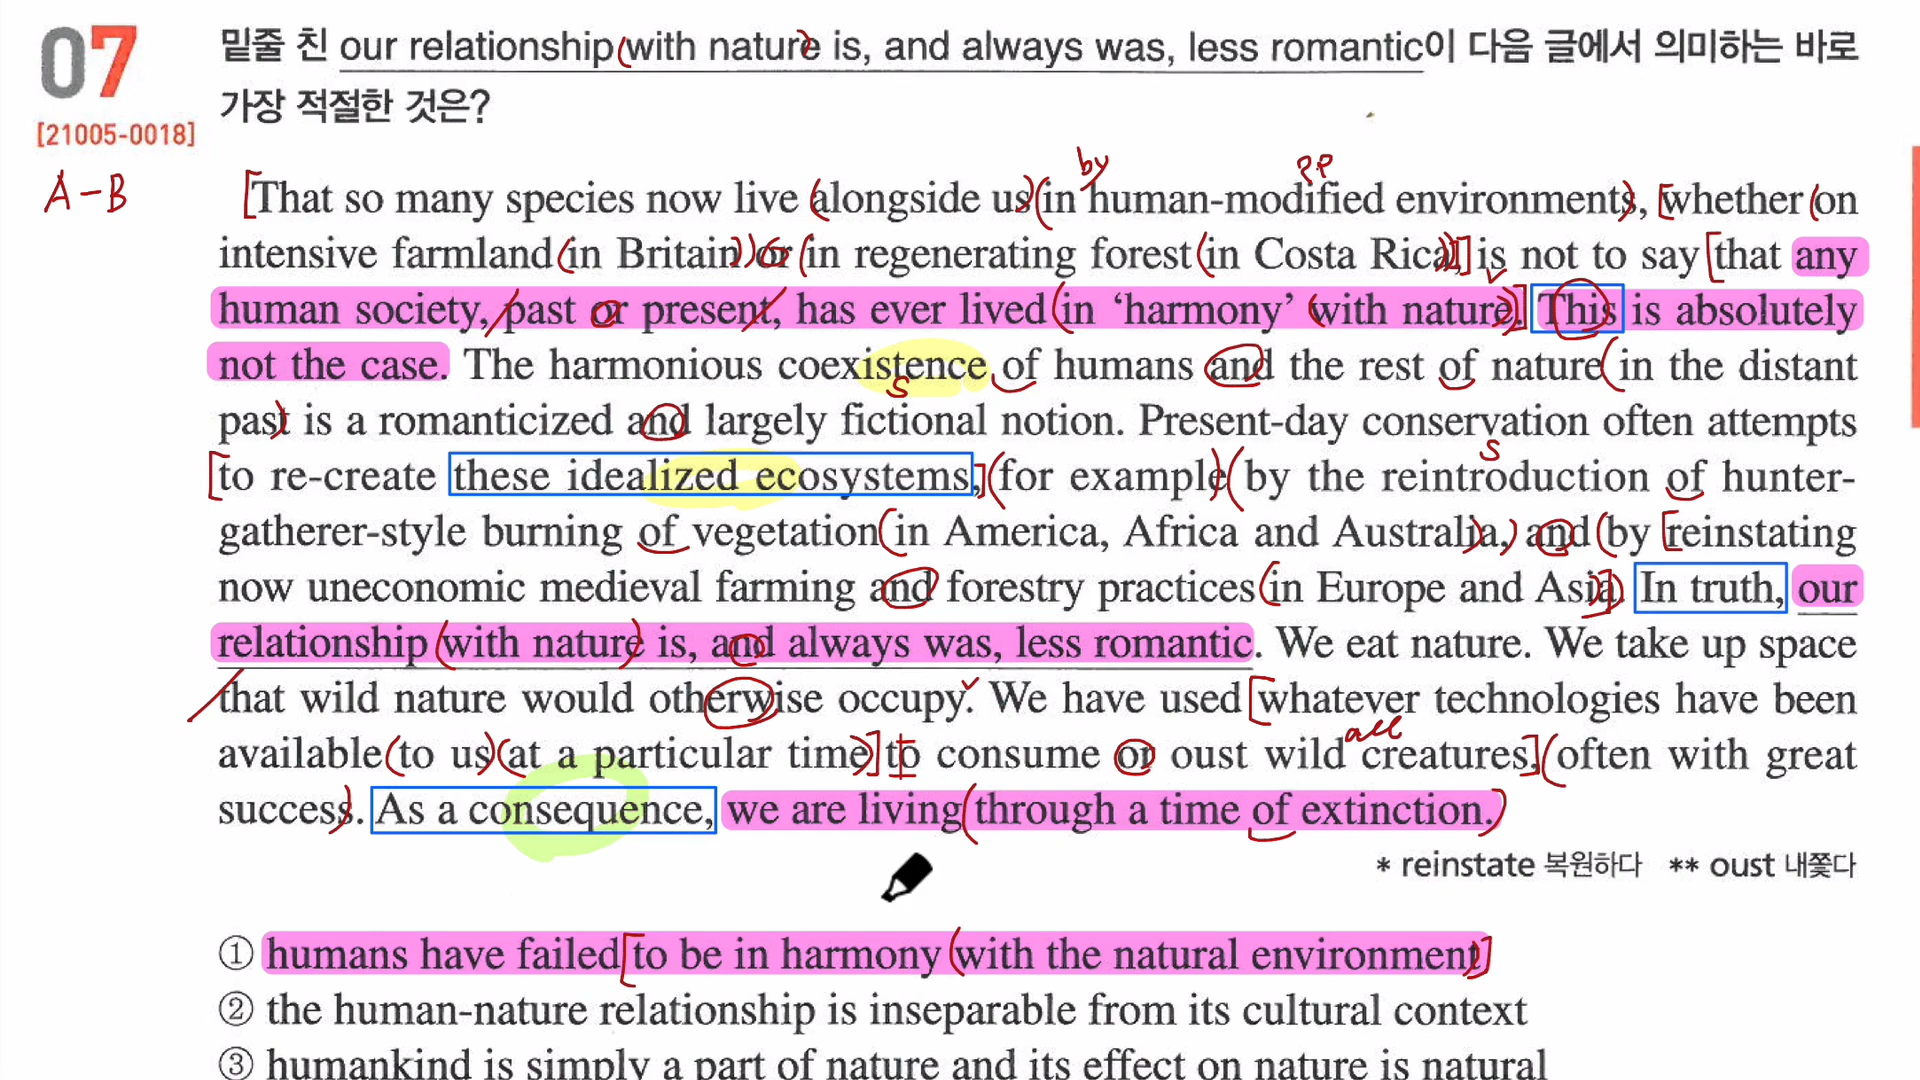 07
밑줄 친 our relationship with nature is, and always was, less romantic이 다음 글에서 의미하는 바로
가장 적절한 것은?
[21005-0018]
by
PP
A-B
That so many species now live alongside us in human-modified environments, whether on
intensive farmland in Britain or in regenerating forest in Costa Rica, is not to say that any
human society, past or present, has ever lived in ‘harmony’ with nature. This is absolutely
not the case. The harmonious coexistence of humans and the rest of nature in the distant
S
past is a romanticized and largely fictional notion. Present-day conservation often attempts
S
to re-create these idealized ecosystems, for example by the reintroduction of hunter-
gatherer-style burning of vegetation in America, Africa and Australia, and by reinstating
now uneconomic medieval farming and forestry practices in Europe and Asia. In truth, our
relationship with nature is, and always was, less romantic. We eat nature. We take up space
that wild nature would otherwise occupy. We have used whatever technologies have been
all
available to us at a particular time to consume or oust wild creatures, often with great
success. As a consequence, we are living through a time of extinction.
* reinstate 복원하다 ** oust 내쫓다
① humans have failed to be in harmony with the natural environment
② the human-nature relationship is inseparable from its cultural context
③ humankind is simply a part of nature and its effect on nature is natural